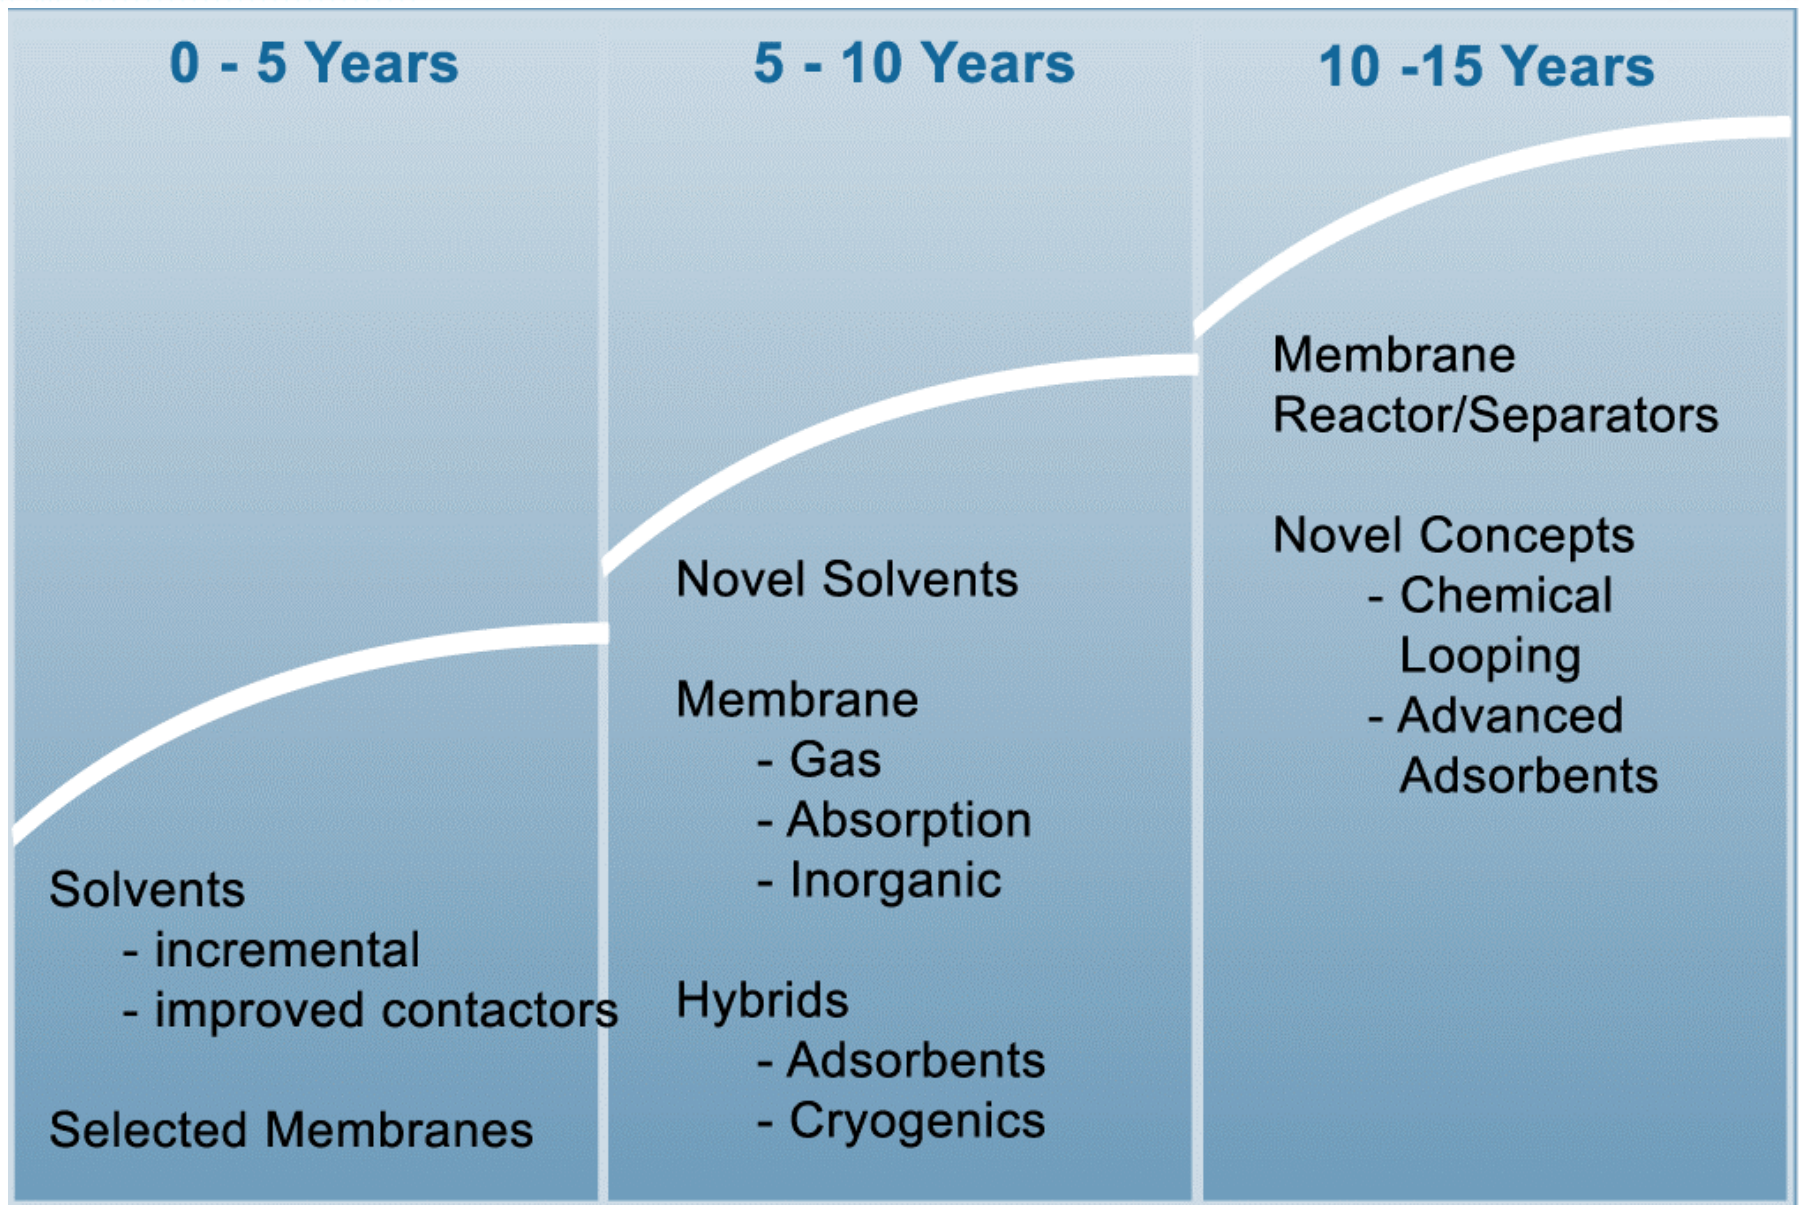 0 - 5 Years
5 - 10 Years
10 -15 Years
Solvents
- incremental
- improved contactors
Selected Membranes
Novel Solvents
Membrane
- Gas
- Absorption
- Inorganic
Hybrids
- Adsorbents
- Cryogenics
Membrane
Reactor/Separators
Novel Concepts
- Chemical
Looping
- Advanced
Adsorbents